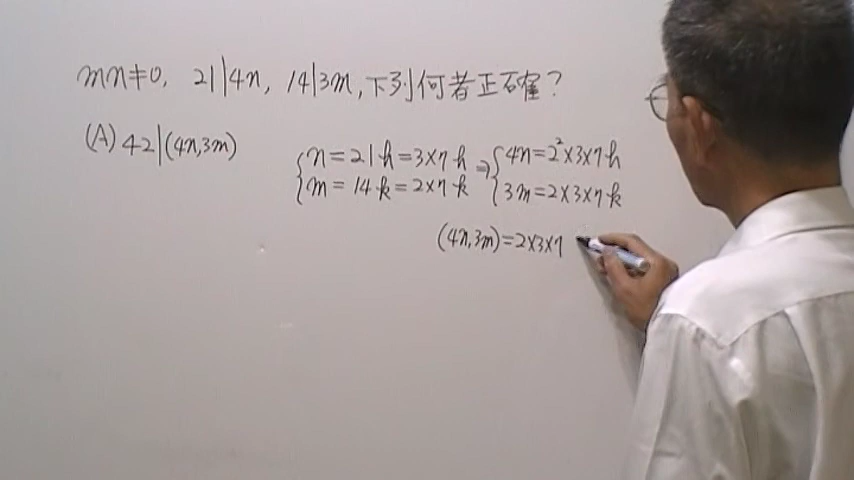 mn≠0, 21|4n, 14|3m, 下列何者正確?
(A) 42|(4n,3m)
{n=21h=3×7h ⇒ {4n=2²×3×7h
{m=14k=2×7k {3m=2×3×7k
(4n,3m)=2×3×7